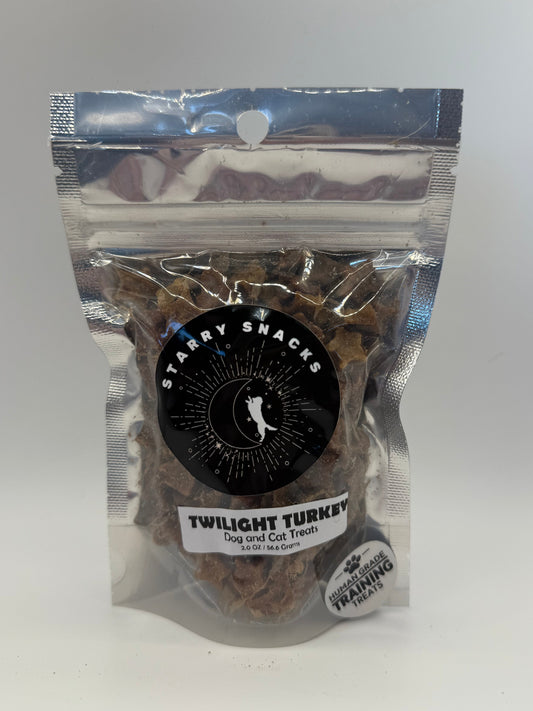 STARRY SNACKS
TWILIGHT TURKEY
Dog and Cat Treats
2.0 OZ / 56.6 Grams
HUMAN GRADE
TRAINING
TREATS